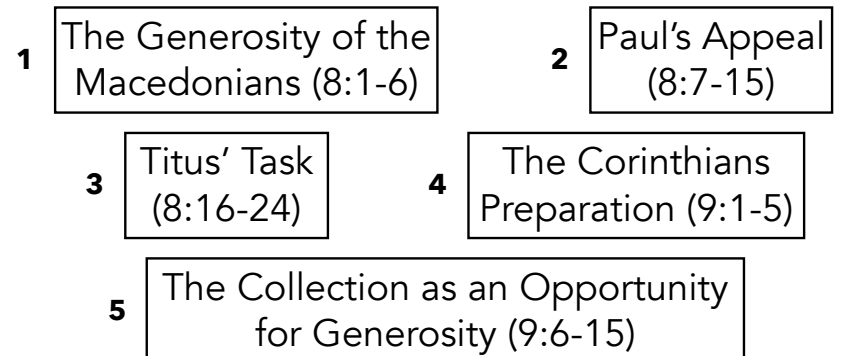 1 The Generosity of the
Macedonians (8:1-6)
2 Paul's Appeal
(8:7-15)
3 Titus' Task
(8:16-24)
4 The Corinthians
Preparation (9:1-5)
5 The Collection as an Opportunity
for Generosity (9:6-15)